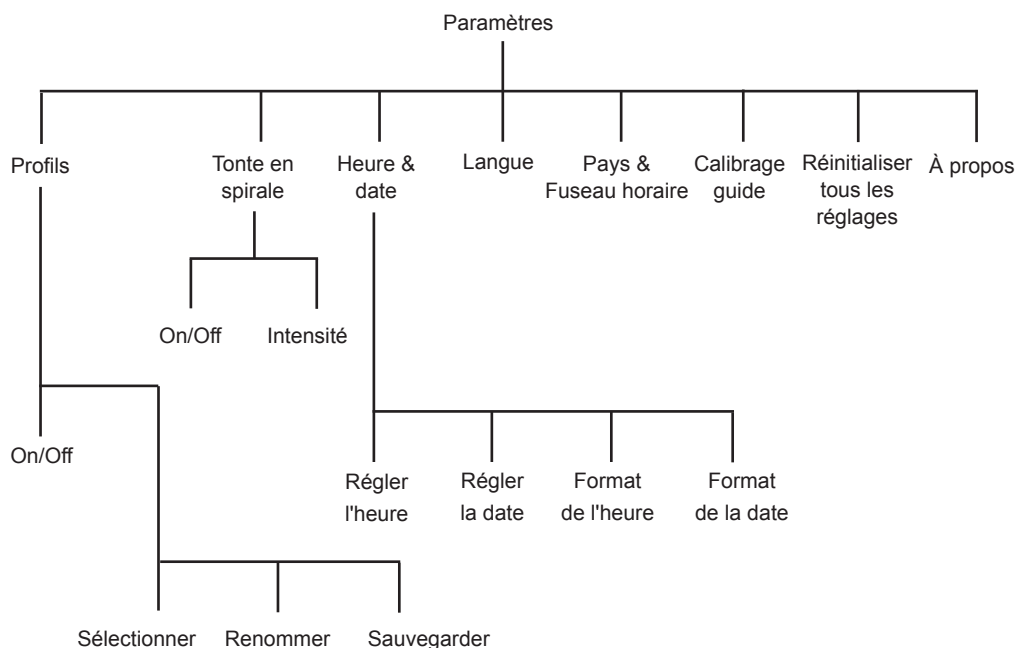 Paramètres
Profils
Tonte en
spirale
Heure &
date
Langue
Pays &
Fuseau horaire
Calibrage
guide
Réinitialiser
tous les
réglages
À propos
On/Off
Intensité
On/Off
Régler
l'heure
Régler
la date
Format
de l'heure
Format
de la date
Sélectionner
Renommer
Sauvegarder